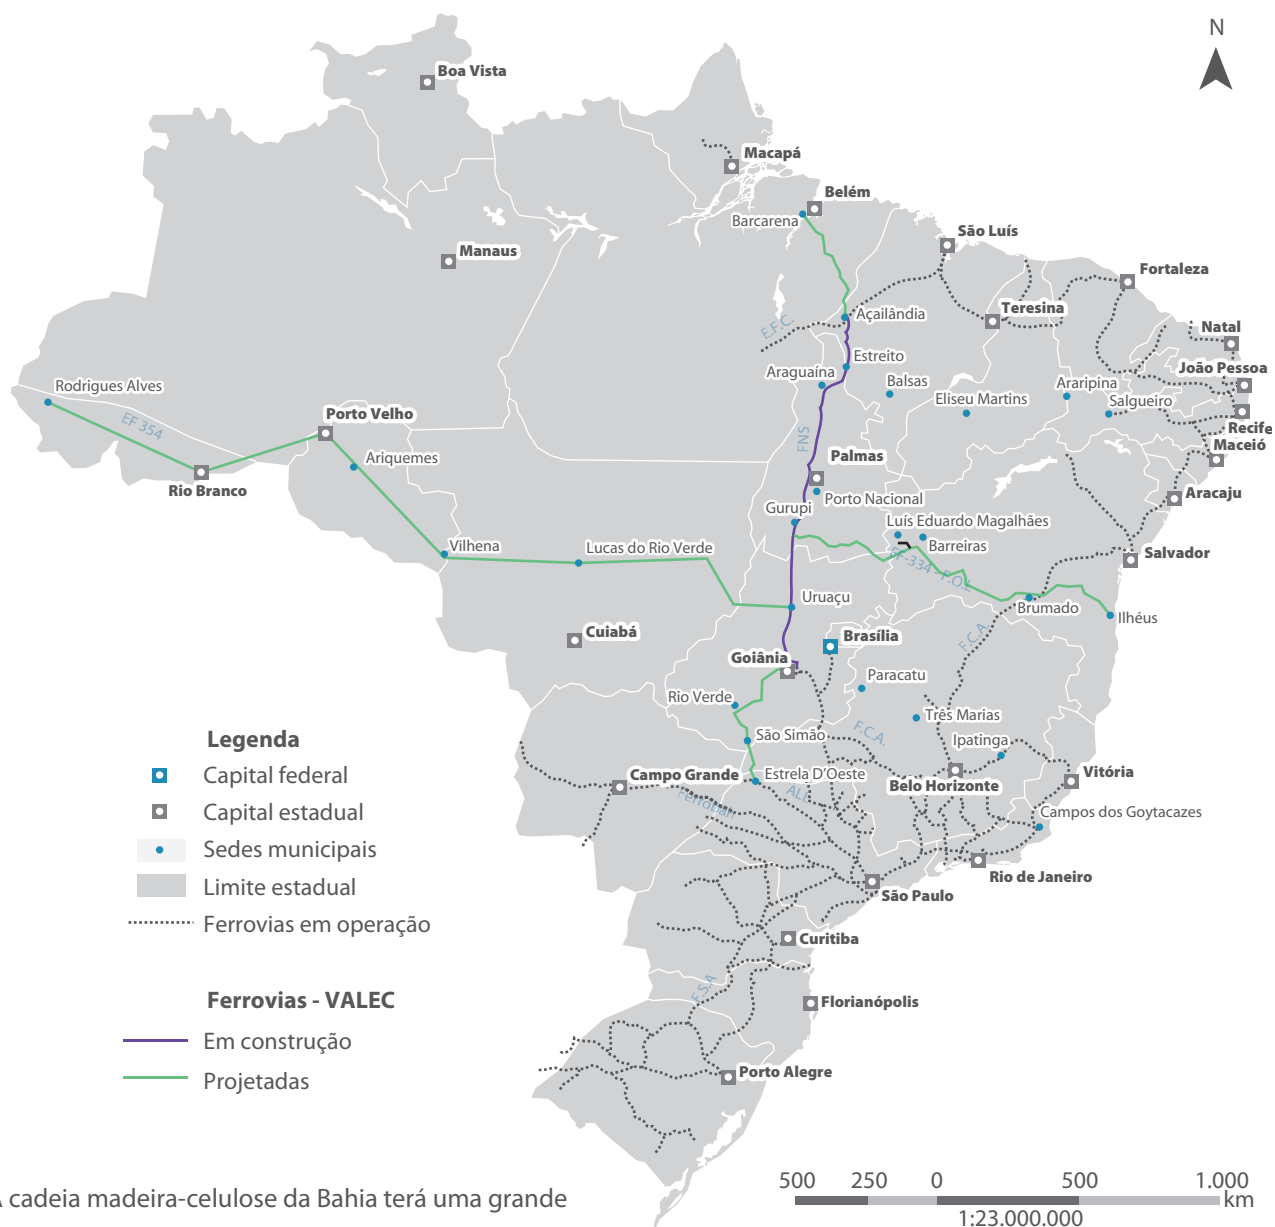 N
Boa Vista
Macapá
Belém
Barcarena
São Luís
Manaus
Fortaleza
Teresina
Açailândia
E.F.C.
Natal
Estreito
João Pessoa
Araguaína
Balsas
Araripina
Rodrigues Alves
Eliseu Martins
Salgueiro
Porto Velho
EF 354
FNS
Recife
Maceió
Ariquemes
Palmas
Rio Branco
Porto Nacional
Aracaju
Gurupi
Luís Eduardo Magalhães
Vilhena
Lucas do Rio Verde
Barreiras
Salvador
EF-334 - F.O.L
Uruaçu
Brumado
Ilhéus
Cuiabá
Brasília
F.C.A.
Goiânia
Paracatu
Rio Verde
Três Marias
São Simão
F.C.A.
Ipatinga
Legenda
Capital federal
Campo Grande
Estrela D'Oeste
Vitória
Belo Horizonte
Ferroban
ALL
Capital estadual
Campos dos Goytacazes
Sedes municipais
Limite estadual
Rio de Janeiro
São Paulo
Ferrovias em operação
Curitiba
F.S.A
Ferrovias - VALEC
Florianópolis
Em construção
Projetadas
Porto Alegre
A cadeia madeira-celulose da Bahia terá uma grande
500 250 0 500 1.000
km
1:23.000.000